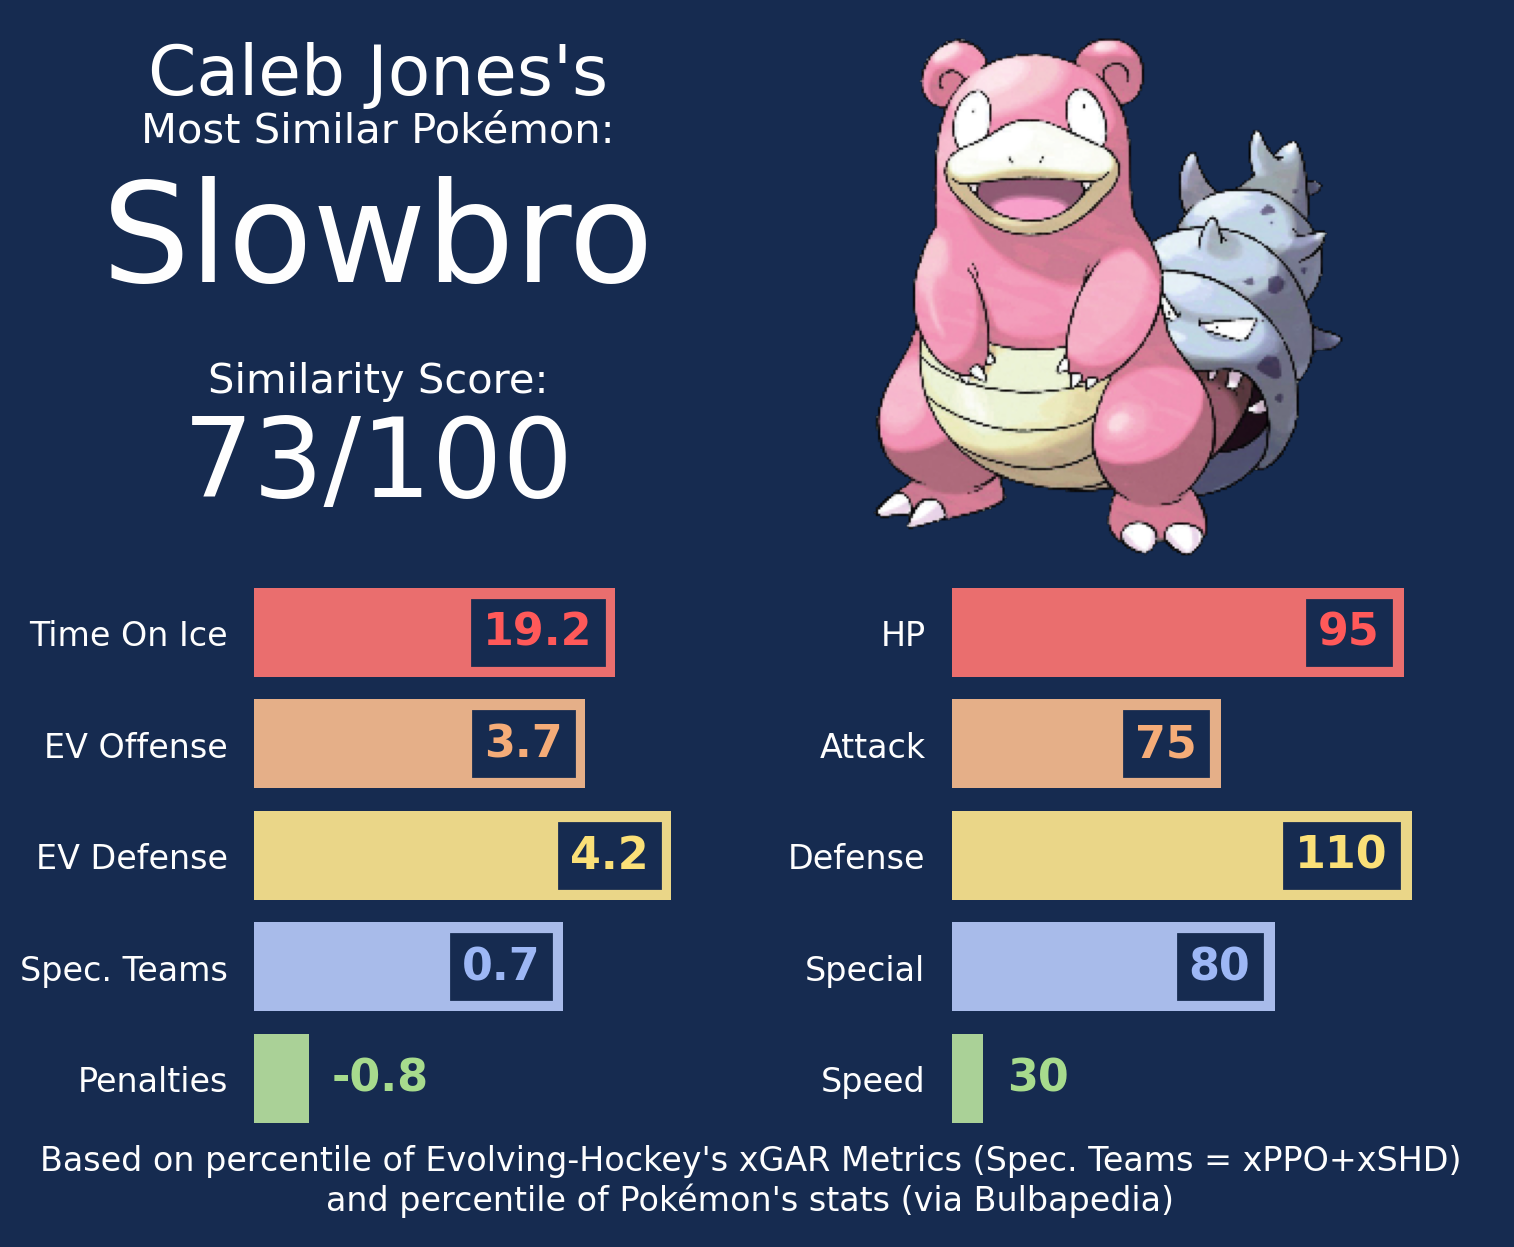 Caleb Jones's
Most Similar Pokémon:
Slowbro
Similarity Score:
73/100
Time On Ice 19.2
EV Offense 3.7
EV Defense 4.2
Spec. Teams 0.7
Penalties -0.8
HP 95
Attack 75
Defense 110
Special 80
Speed 30
Based on percentile of Evolving-Hockey's xGAR Metrics (Spec. Teams = xPPO+xSHD)
and percentile of Pokémon's stats (via Bulbapedia)